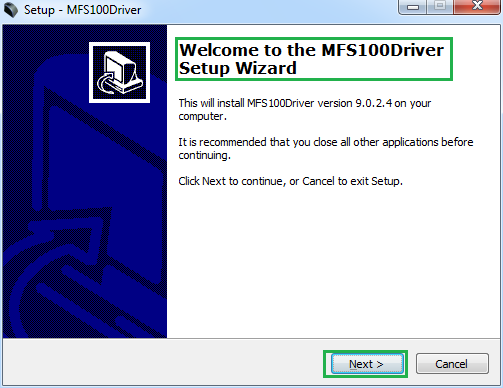 Setup - MFS100Driver
Welcome to the MFS100Driver
Setup Wizard
This will install MFS100Driver version 9.0.2.4 on your
computer.
It is recommended that you close all other applications before
continuing.
Click Next to continue, or Cancel to exit Setup.
Next >
Cancel